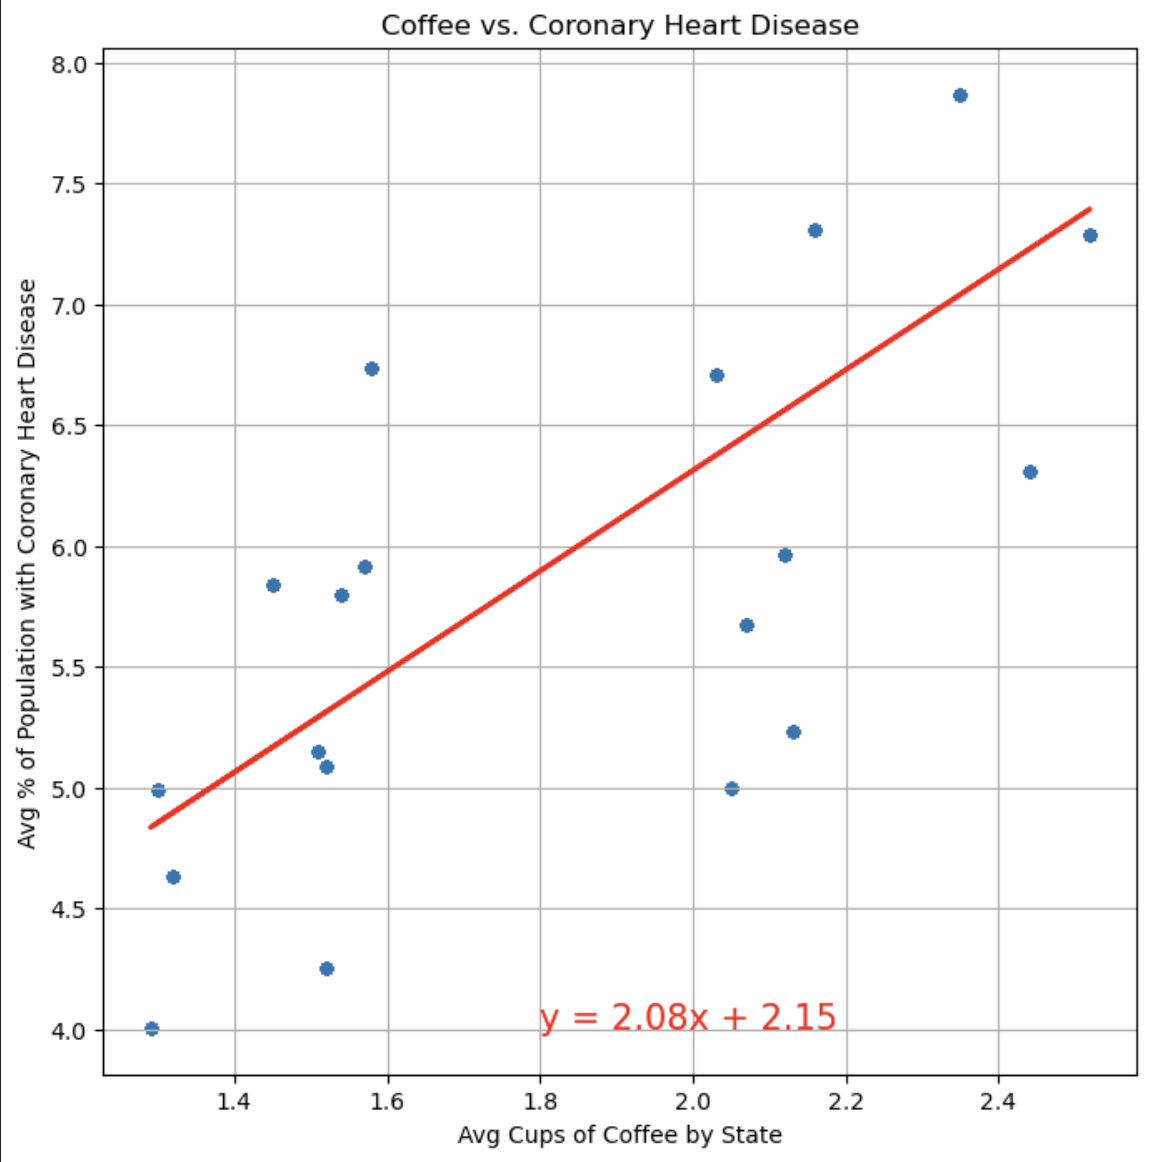 Coffee vs. Coronary Heart Disease
8.0
7.5
7.0
6.5
6.0
5.5
5.0
4.5
4.0
Avg % of Population with Coronary Heart Disease
y = 2.08x + 2.15
1.4 1.6 1.8 2.0 2.2 2.4
Avg Cups of Coffee by State